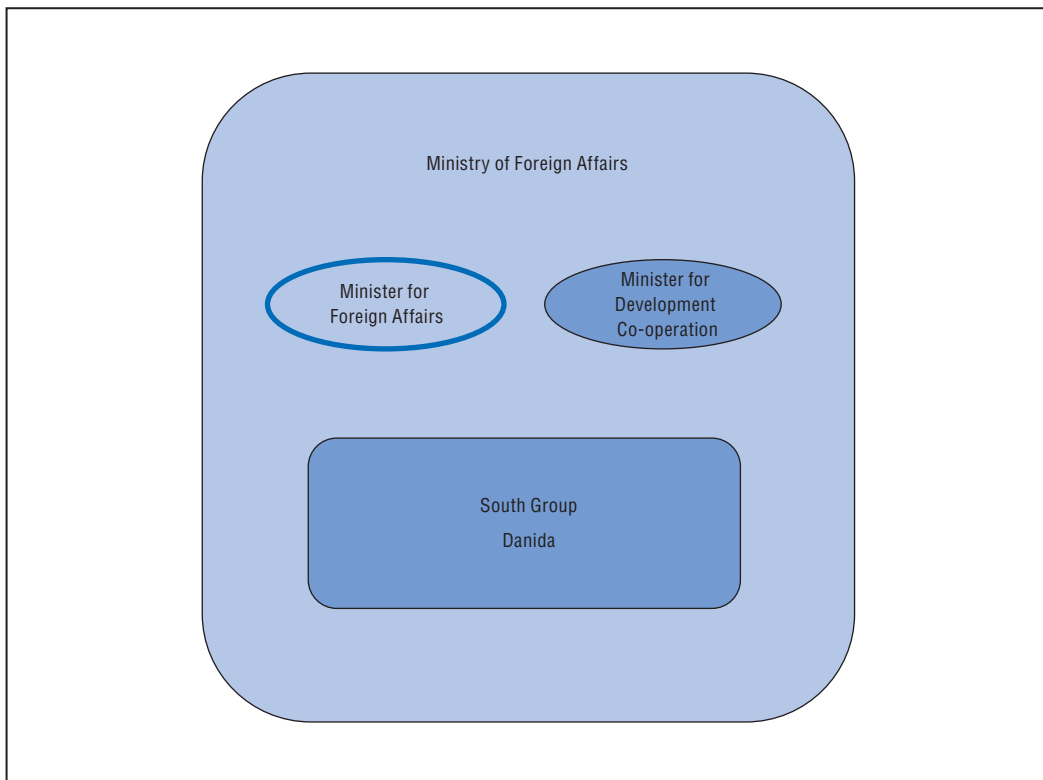 Ministry of Foreign Affairs
Minister for
Foreign Affairs
Minister for
Development
Co-operation
South Group
Danida